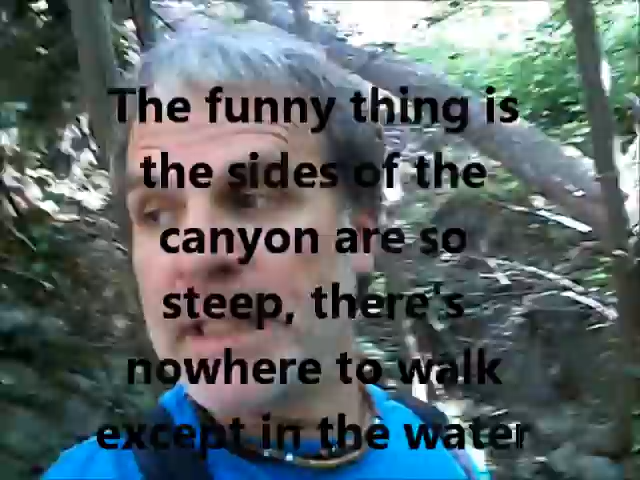 The funny thing is
the sides of the
canyon are so
steep, there's
nowhere to walk
except in the water